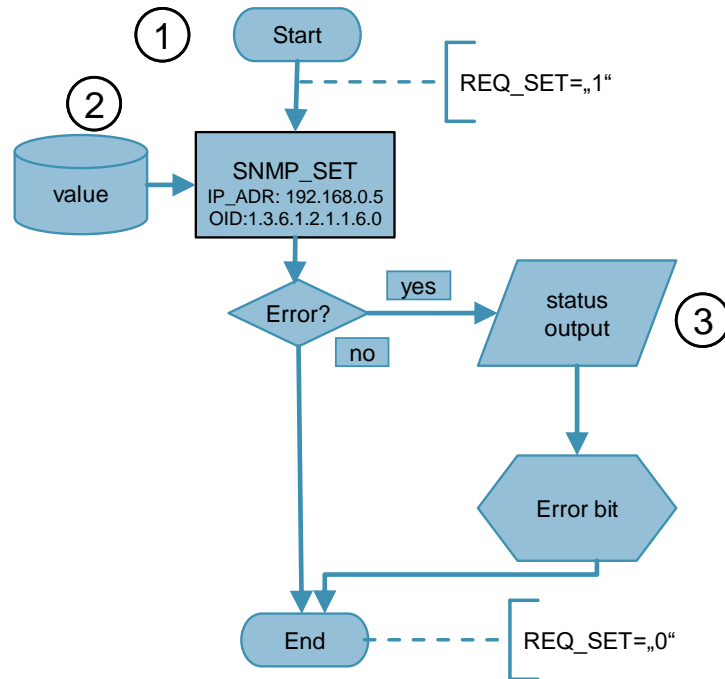 1
Start
REQ_SET=„1“
2
value
SNMP_SET
IP_ADR: 192.168.0.5
OID:1.3.6.1.2.1.1.6.0
Error?
yes
no
status
output
3
Error bit
End
REQ_SET=„0“